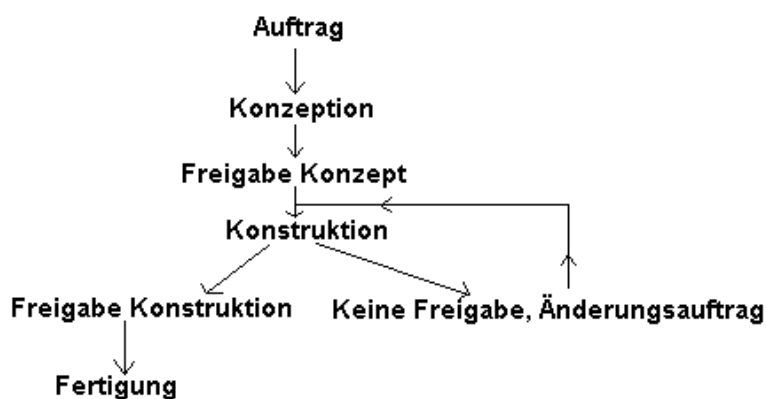 Auftrag
Konzeption
Freigabe Konzept
Konstruktion
Freigabe Konstruktion
Keine Freigabe, Änderungsauftrag
Fertigung